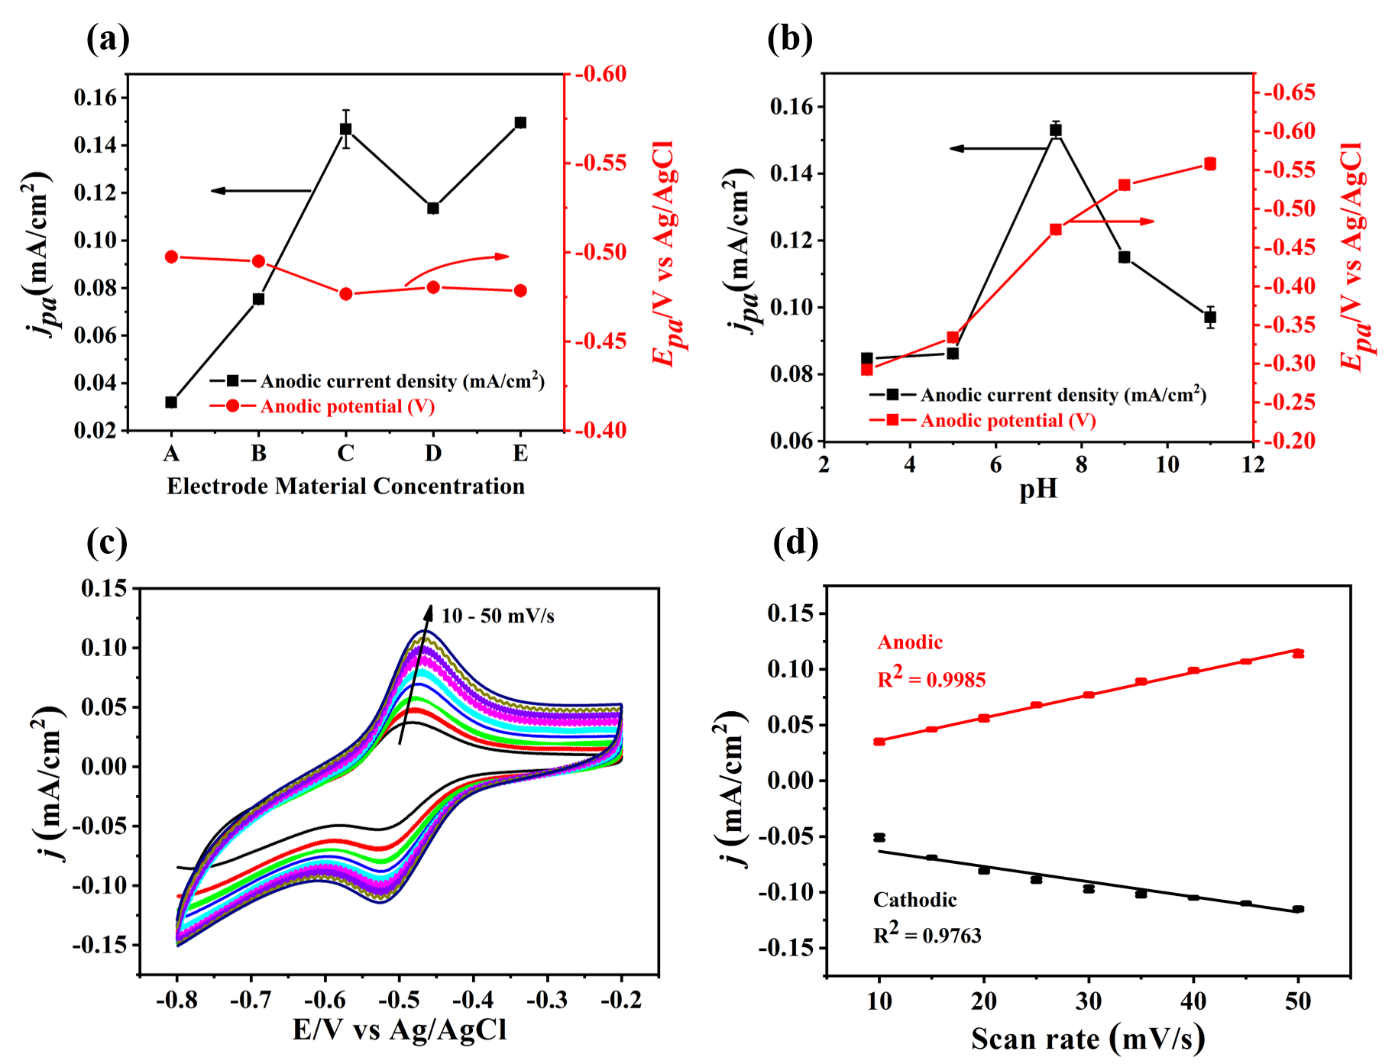 (a)
0.16
0.14
0.12
0.10
0.08
0.06
0.04
0.02
jpa(mA/cm2)
-0.60
-0.55
-0.50
-0.45
-0.40
Epa/V vs Ag/AgCl
Anodic current density (mA/cm2)
Anodic potential (V)
A B C D E
Electrode Material Concentration
(b)
0.16
0.14
0.12
0.10
0.08
0.06
jpa(mA/cm2)
-0.65
-0.60
-0.55
-0.50
-0.45
-0.40
-0.35
-0.30
-0.25
-0.20
Epa/V vs Ag/AgCl
Anodic current density (mA/cm2)
Anodic potential (V)
2 4 6 8 10 12
pH
(c)
0.15
0.10
0.05
0.00
-0.05
-0.10
-0.15
j (mA/cm2)
10 - 50 mV/s
-0.8 -0.7 -0.6 -0.5 -0.4 -0.3 -0.2
E/V vs Ag/AgCl
(d)
0.15
0.10
0.05
0.00
-0.05
-0.10
-0.15
j (mA/cm2)
Anodic
R2 = 0.9985
Cathodic
R2 = 0.9763
10 20 30 40 50
Scan rate (mV/s)